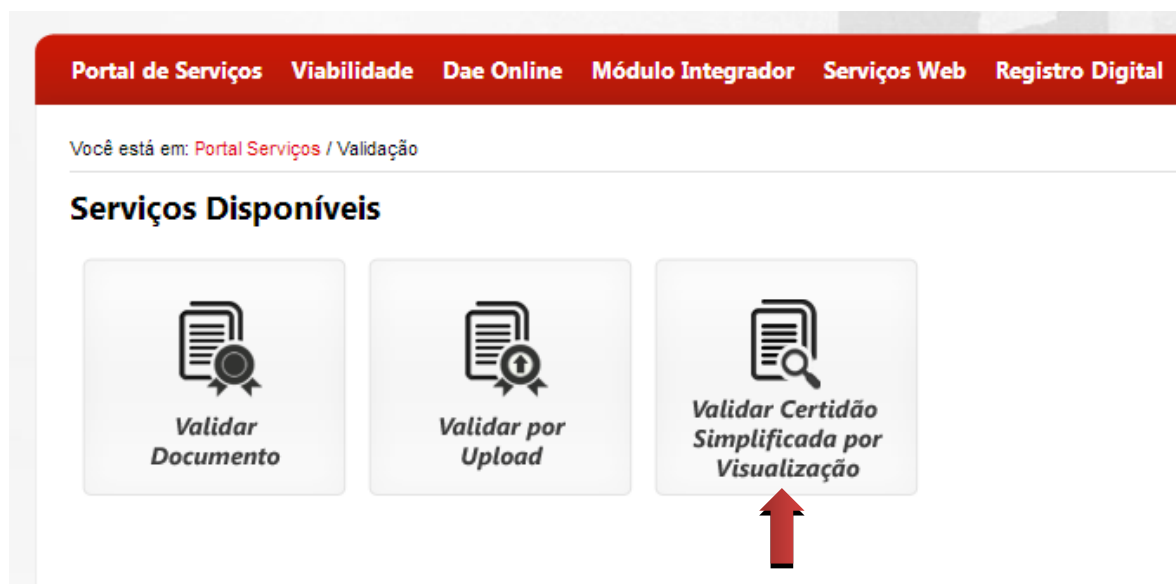 Portal de Serviços Viabilidade Dae Online Módulo Integrador Serviços Web Registro Digital
Você está em: Portal Serviços / Validação
Serviços Disponíveis
Validar
Documento
Validar por
Upload
Validar Certidão
Simplificada por
Visualização